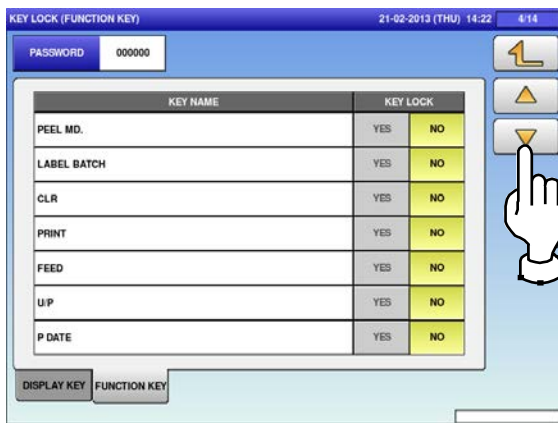 KEY LOCK (FUNCTION KEY) 21-02-2013 (THU) 14:22 4/14
PASSWORD 000000
KEY NAME KEY LOCK
PEEL MD. YES NO
LABEL BATCH YES NO
CLR YES NO
PRINT YES NO
FEED YES NO
U/P YES NO
P DATE YES NO
DISPLAY KEY FUNCTION KEY